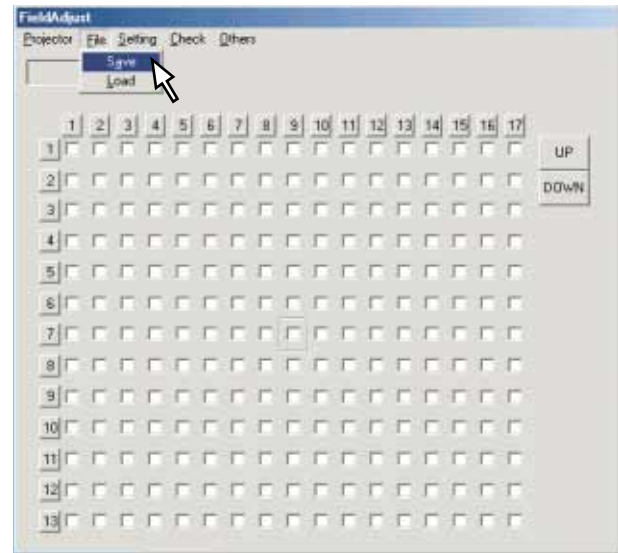 FieldAdjust
Projector File Setting Check Others
Save
Load
1 2 3 4 5 6 7 8 9 10 11 12 13 14 15 16 17
1 UP
2 DOWN
3
4
5
6
7
8
9
10
11
12
13